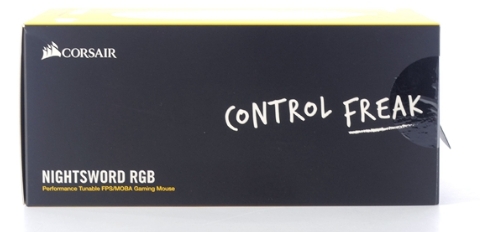 CORSAIR
CONTROL FREAK
NIGHTSWORD RGB
Performance Tunable FPS/MOBA Gaming Mouse